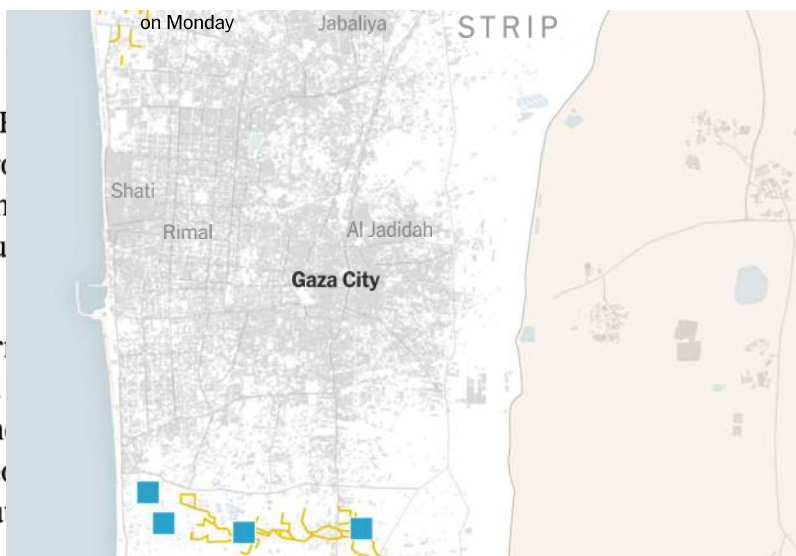 on Monday
Jabaliya
STRIP
Shati
Rimal
Al Jadidah
Gaza City